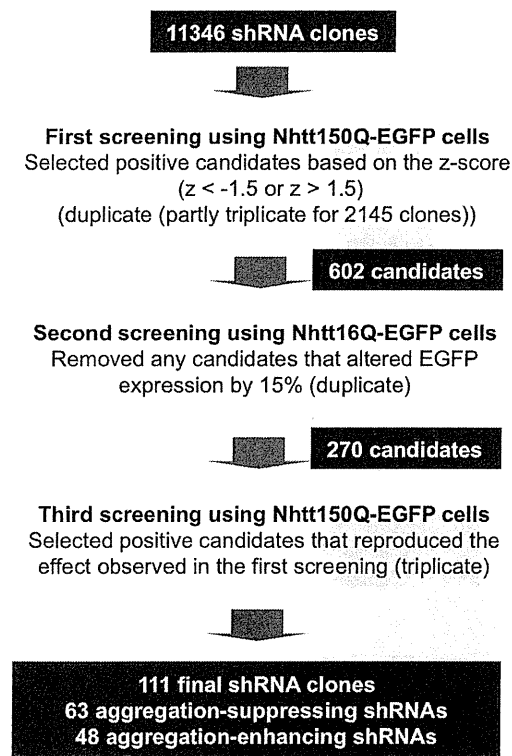 11346 shRNA clones
First screening using Nhtt150Q-EGFP cells
Selected positive candidates based on the z-score
(z < -1.5 or z > 1.5)
(duplicate (partly triplicate for 2145 clones))
602 candidates
Second screening using Nhtt16Q-EGFP cells
Removed any candidates that altered EGFP
expression by 15% (duplicate)
270 candidates
Third screening using Nhtt150Q-EGFP cells
Selected positive candidates that reproduced the
effect observed in the first screening (triplicate)
111 final shRNA clones
63 aggregation-suppressing shRNAs
48 aggregation-enhancing shRNAs